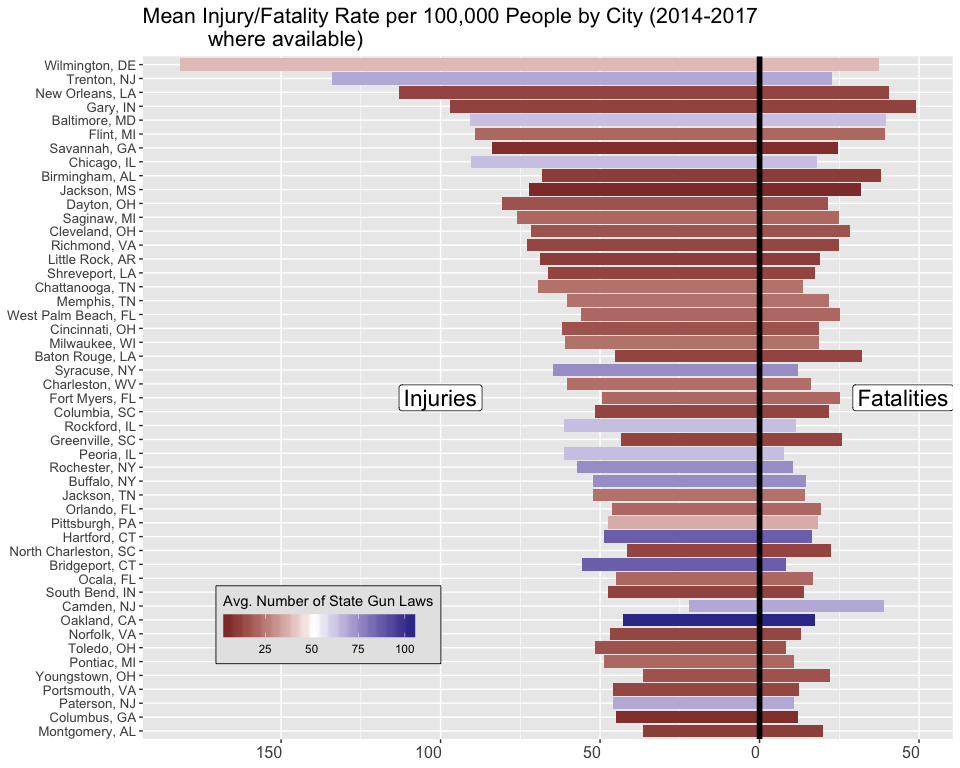 Mean Injury/Fatality Rate per 100,000 People by City (2014-2017
where available)
Wilmington, DE
Trenton, NJ
New Orleans, LA
Gary, IN
Baltimore, MD
Flint, MI
Savannah, GA
Chicago, IL
Birmingham, AL
Jackson, MS
Dayton, OH
Saginaw, MI
Cleveland, OH
Richmond, VA
Little Rock, AR
Shreveport, LA
Chattanooga, TN
Memphis, TN
West Palm Beach, FL
Cincinnati, OH
Milwaukee, WI
Baton Rouge, LA
Syracuse, NY
Charleston, WV
Fort Myers, FL
Injuries
Fatalities
Columbia, SC
Rockford, IL
Greenville, SC
Peoria, IL
Rochester, NY
Buffalo, NY
Jackson, TN
Orlando, FL
Pittsburgh, PA
Hartford, CT
North Charleston, SC
Bridgeport, CT
Ocala, FL
South Bend, IN
Camden, NJ
Oakland, CA
Norfolk, VA
Toledo, OH
Pontiac, MI
Youngstown, OH
Portsmouth, VA
Paterson, NJ
Columbus, GA
Montgomery, AL
Avg. Number of State Gun Laws
25 50 75 100
150 100 50 0 50